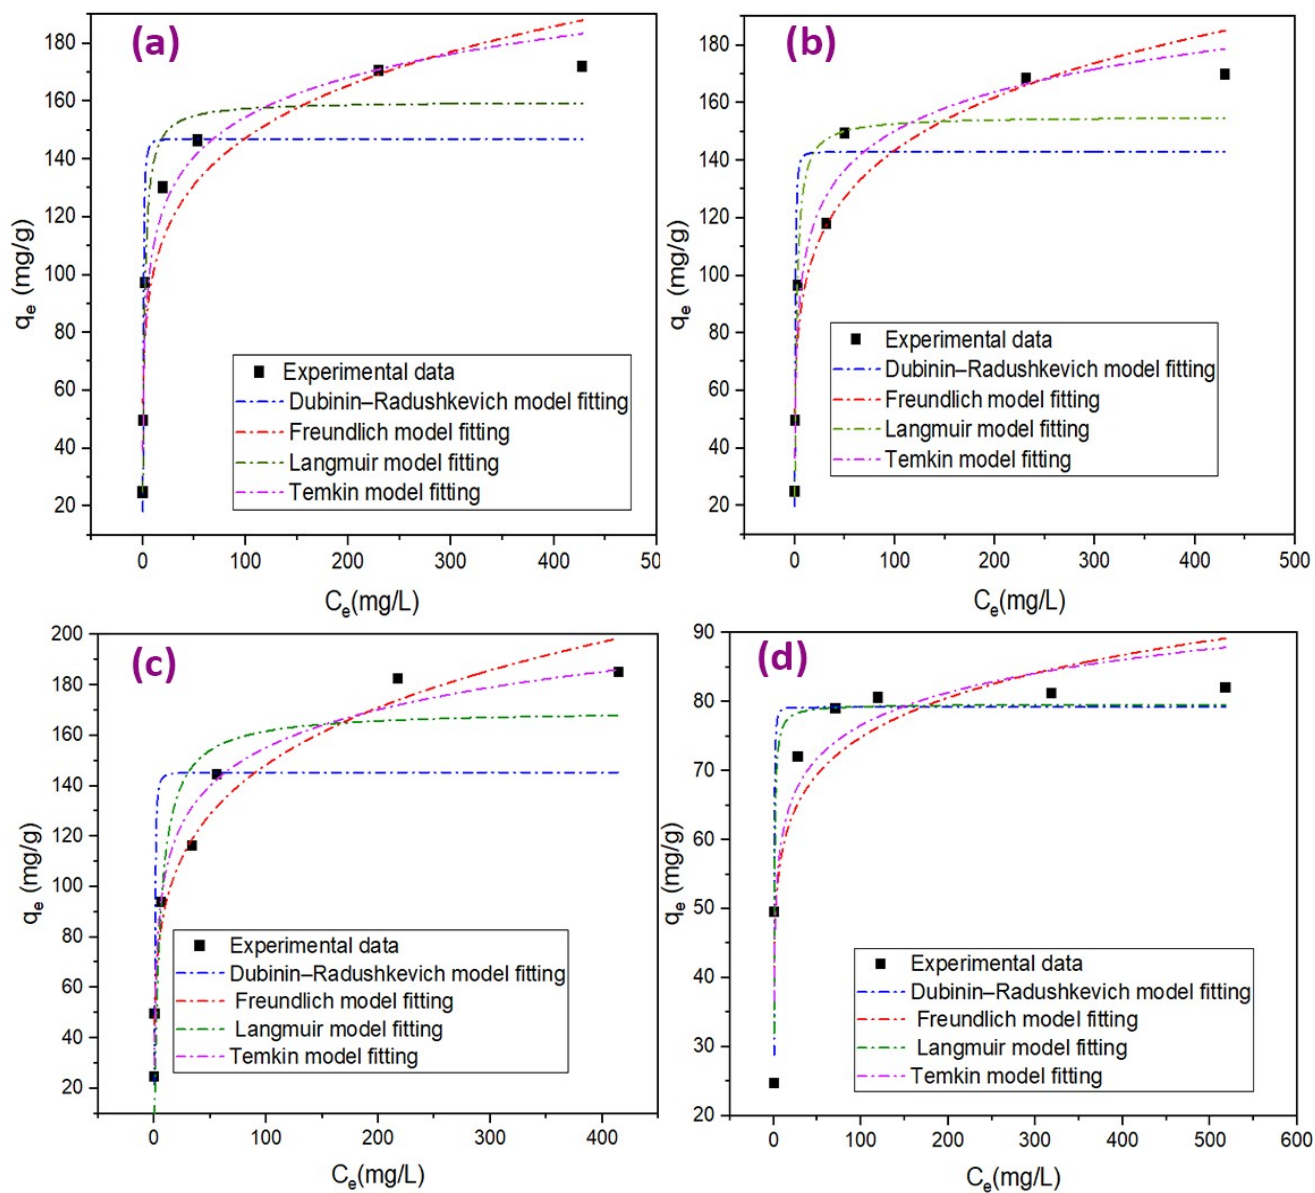 (a)
180
160
140
120
100
80
60
40
20
qe (mg/g)
Experimental data
Dubinin–Radushkevich model fitting
Freundlich model fitting
Langmuir model fitting
Temkin model fitting
0 100 200 300 400 50
Ce(mg/L)
(b)
180
160
140
120
100
80
60
40
20
qe (mg/g)
Experimental data
Dubinin–Radushkevich model fitting
Freundlich model fitting
Langmuir model fitting
Temkin model fitting
0 100 200 300 400 500
Ce(mg/L)
(c)
200
180
160
140
120
100
80
60
40
20
qe (mg/g)
Experimental data
Dubinin–Radushkevich model fitting
Freundlich model fitting
Langmuir model fitting
Temkin model fitting
0 100 200 300 400
Ce(mg/L)
(d)
90
80
70
60
50
40
30
20
qe (mg/g)
Experimental data
Dubinin–Radushkevich model fitting
Freundlich model fitting
Langmuir model fitting
Temkin model fitting
0 100 200 300 400 500 600
Ce(mg/L)